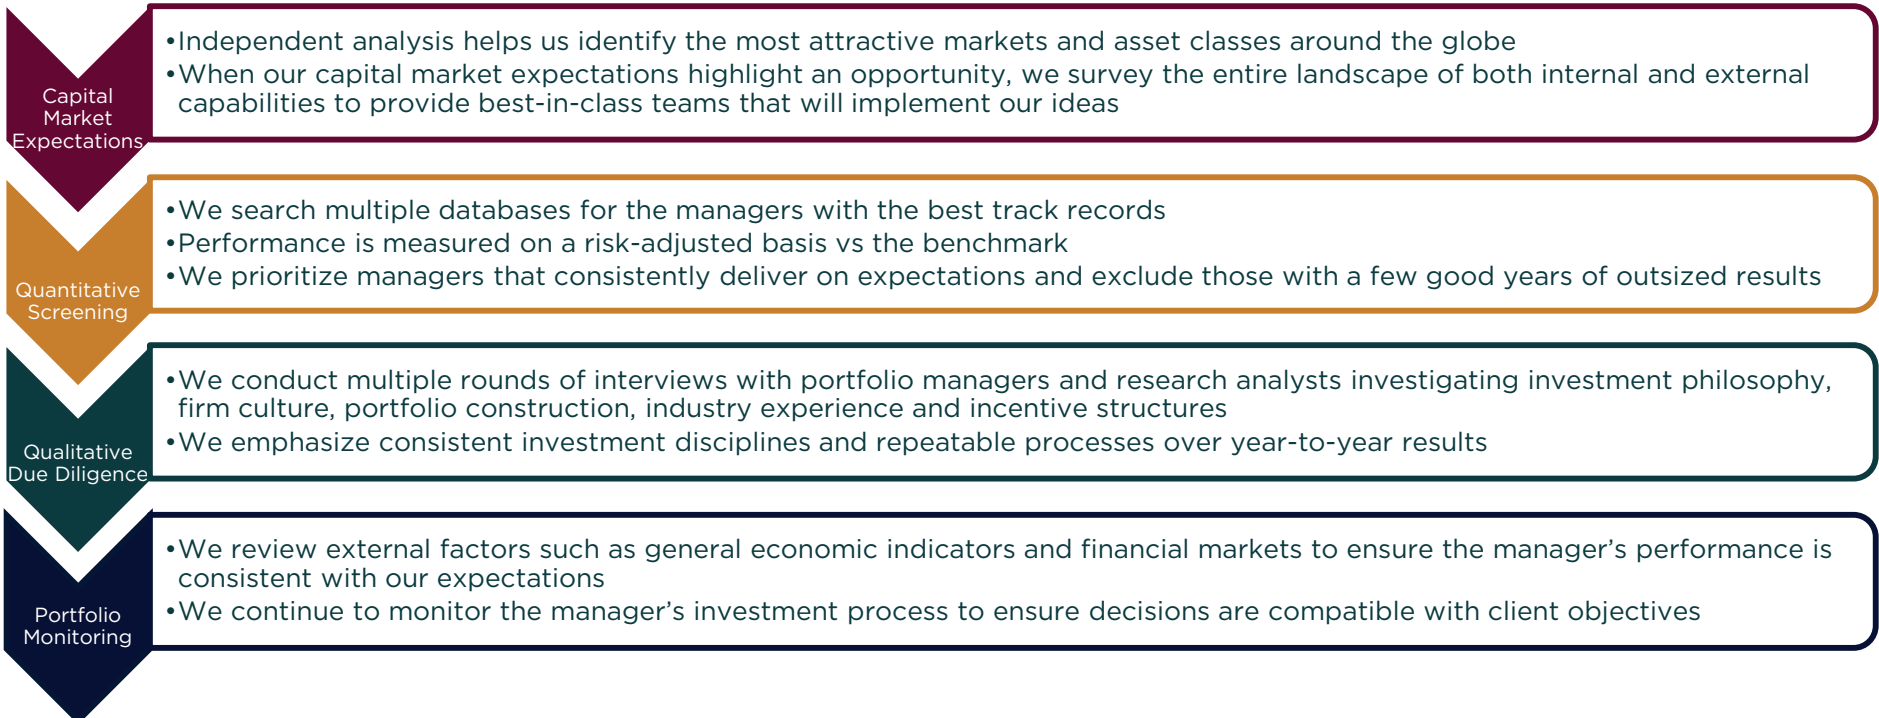 Capital
Market
Expectations
•Independent analysis helps us identify the most attractive markets and asset classes around the globe
•When our capital market expectations highlight an opportunity, we survey the entire landscape of both internal and external
capabilities to provide best-in-class teams that will implement our ideas
Quantitative
Screening
•We search multiple databases for the managers with the best track records
•Performance is measured on a risk-adjusted basis vs the benchmark
•We prioritize managers that consistently deliver on expectations and exclude those with a few good years of outsized results
Qualitative
Due Diligence
•We conduct multiple rounds of interviews with portfolio managers and research analysts investigating investment philosophy,
firm culture, portfolio construction, industry experience and incentive structures
•We emphasize consistent investment disciplines and repeatable processes over year-to-year results
Portfolio
Monitoring
•We review external factors such as general economic indicators and financial markets to ensure the manager’s performance is
consistent with our expectations
•We continue to monitor the manager’s investment process to ensure decisions are compatible with client objectives